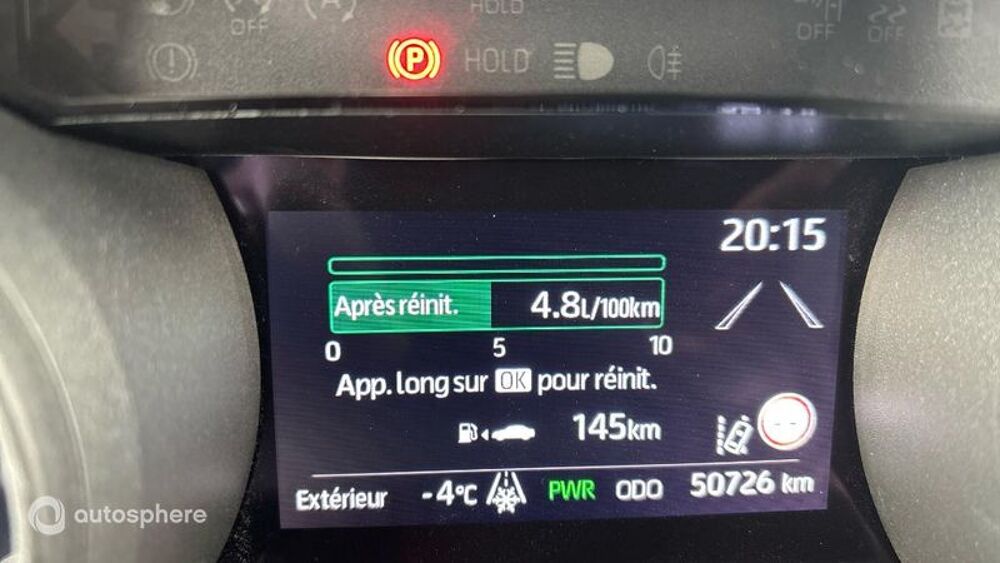 HOLD
OFF
OFF OFF
P HOLD
20:15
Après réinit. 4.8L/100km
0 5 10
App. long sur OK pour réinit.
145km
Extérieur -4°C PWR ODO 50726 km
autosphere